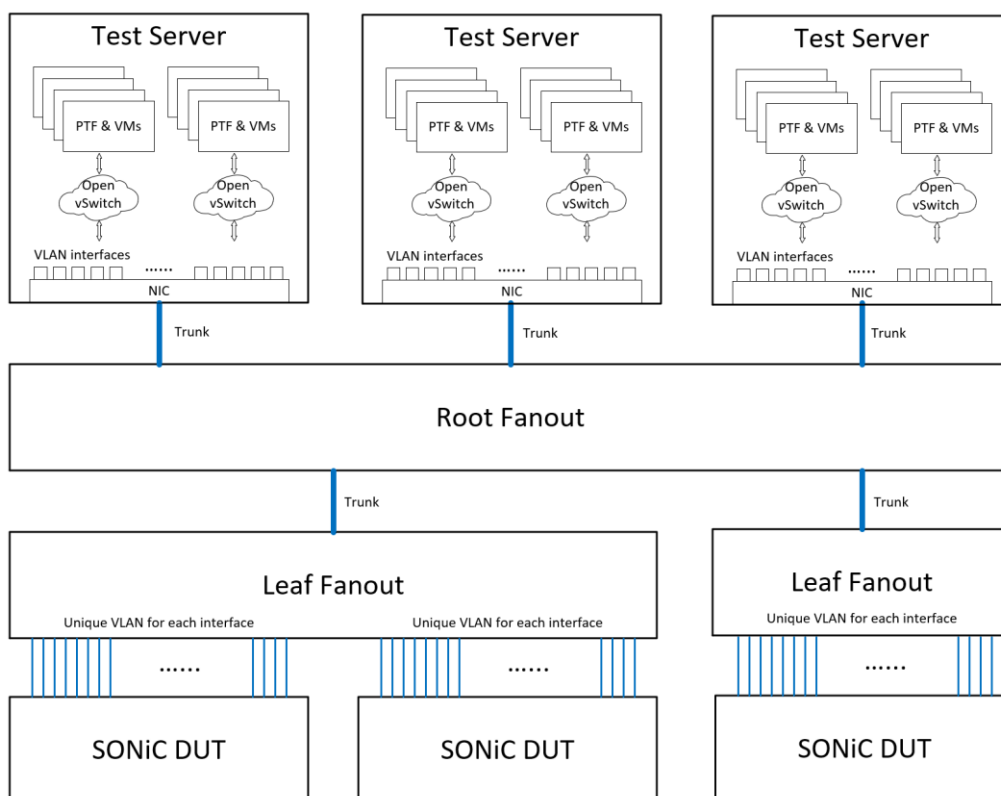 Test Server
Test Server
Test Server
PTF & VMs
PTF & VMs
PTF & VMs
PTF & VMs
PTF & VMs
PTF & VMs
Open
vSwitch
Open
vSwitch
Open
vSwitch
Open
vSwitch
Open
vSwitch
Open
vSwitch
VLAN interfaces
......
VLAN interfaces
......
VLAN interfaces
......
NIC
NIC
NIC
Trunk
Trunk
Trunk
Root Fanout
Trunk
Trunk
Leaf Fanout
Leaf Fanout
Unique VLAN for each interface
Unique VLAN for each interface
Unique VLAN for each interface
......
......
......
SONiC DUT
SONiC DUT
SONiC DUT